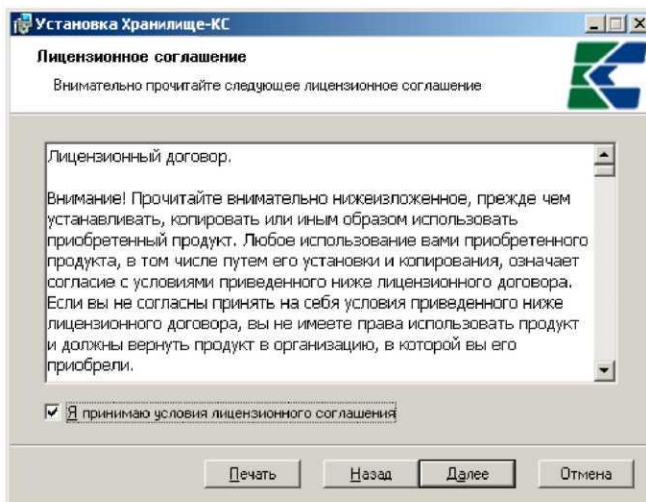 Установка Хранилище-КС
Лицензионное соглашение
Внимательно прочитайте следующее лицензионное соглашение
Лицензионный договор.
Внимание! Прочитайте внимательно нижеизложенное, прежде чем
устанавливать, копировать или иным образом использовать
приобретенный продукт. Любое использование вами приобретенного
продукта, в том числе путем его установки и копирования, означает
согласие с условиями приведенного ниже лицензионного договора.
Если вы не согласны принять на себя условия приведенного ниже
лицензионного договора, вы не имеете права использовать продукт
и должны вернуть продукт в организацию, в которой вы его
приобрели.
Я принимаю условия лицензионного соглашения
Печать Назад Далее Отмена